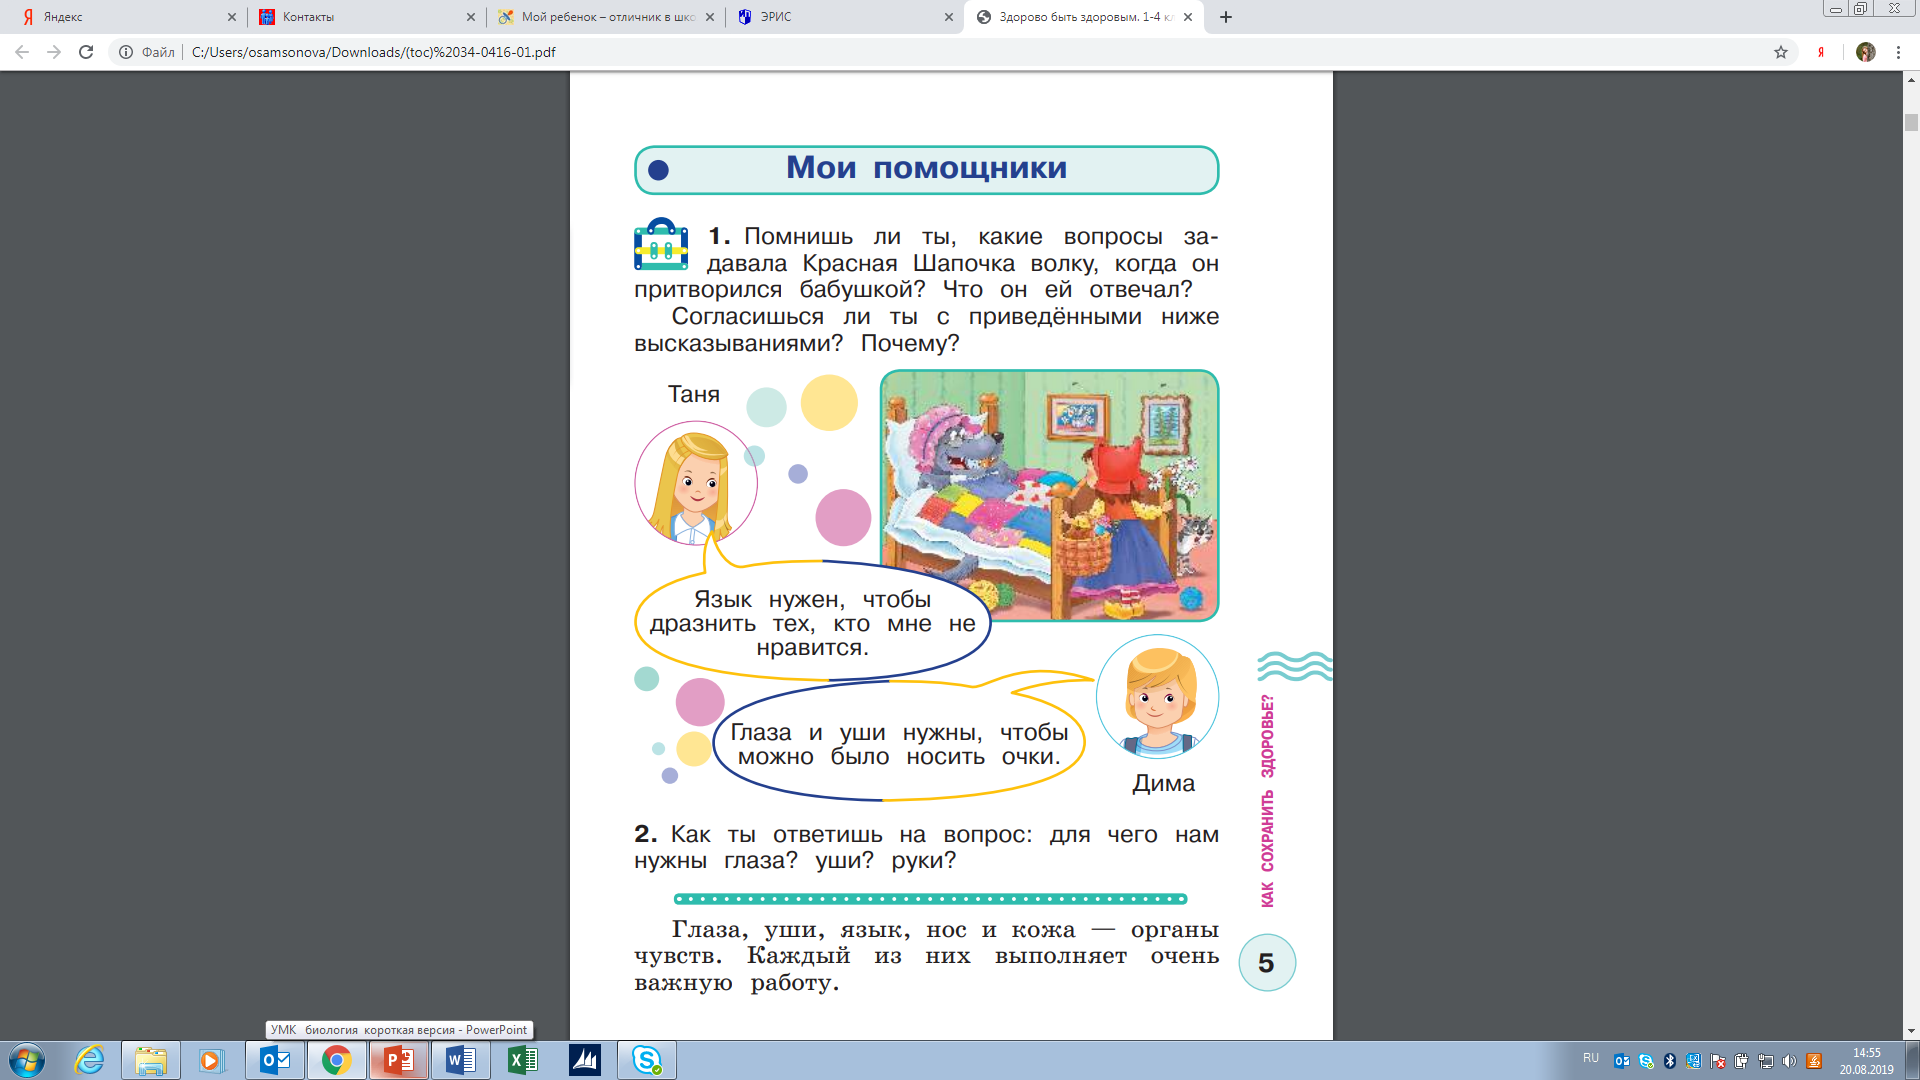 Яндекс
Контакты
Мой ребенок – отличник в шко
ЭРИС
Здорово быть здоровым. 1-4 кл
Файл
C:/Users/osamsonova/Downloads/(toc)%2034-0416-01.pdf
Я
Мои помощники
1. Помнишь ли ты, какие вопросы за-
давала Красная Шапочка волку, когда он
притворился бабушкой? Что он ей отвечал?
Согласишься ли ты с приведёнными ниже
высказываниями? Почему?
Таня
Язык нужен, чтобы
дразнить тех, кто мне не
нравится.
Глаза и уши нужны, чтобы
можно было носить очки.
Дима
2. Как ты ответишь на вопрос: для чего нам
нужны глаза? уши? руки?
Глаза, уши, язык, нос и кожа — органы
чувств. Каждый из них выполняет очень
важную работу.
КАК СОХРАНИТЬ ЗДОРОВЬЕ?
5
УМК биология короткая версия - PowerPoint
RU
14:55
20.08.2019